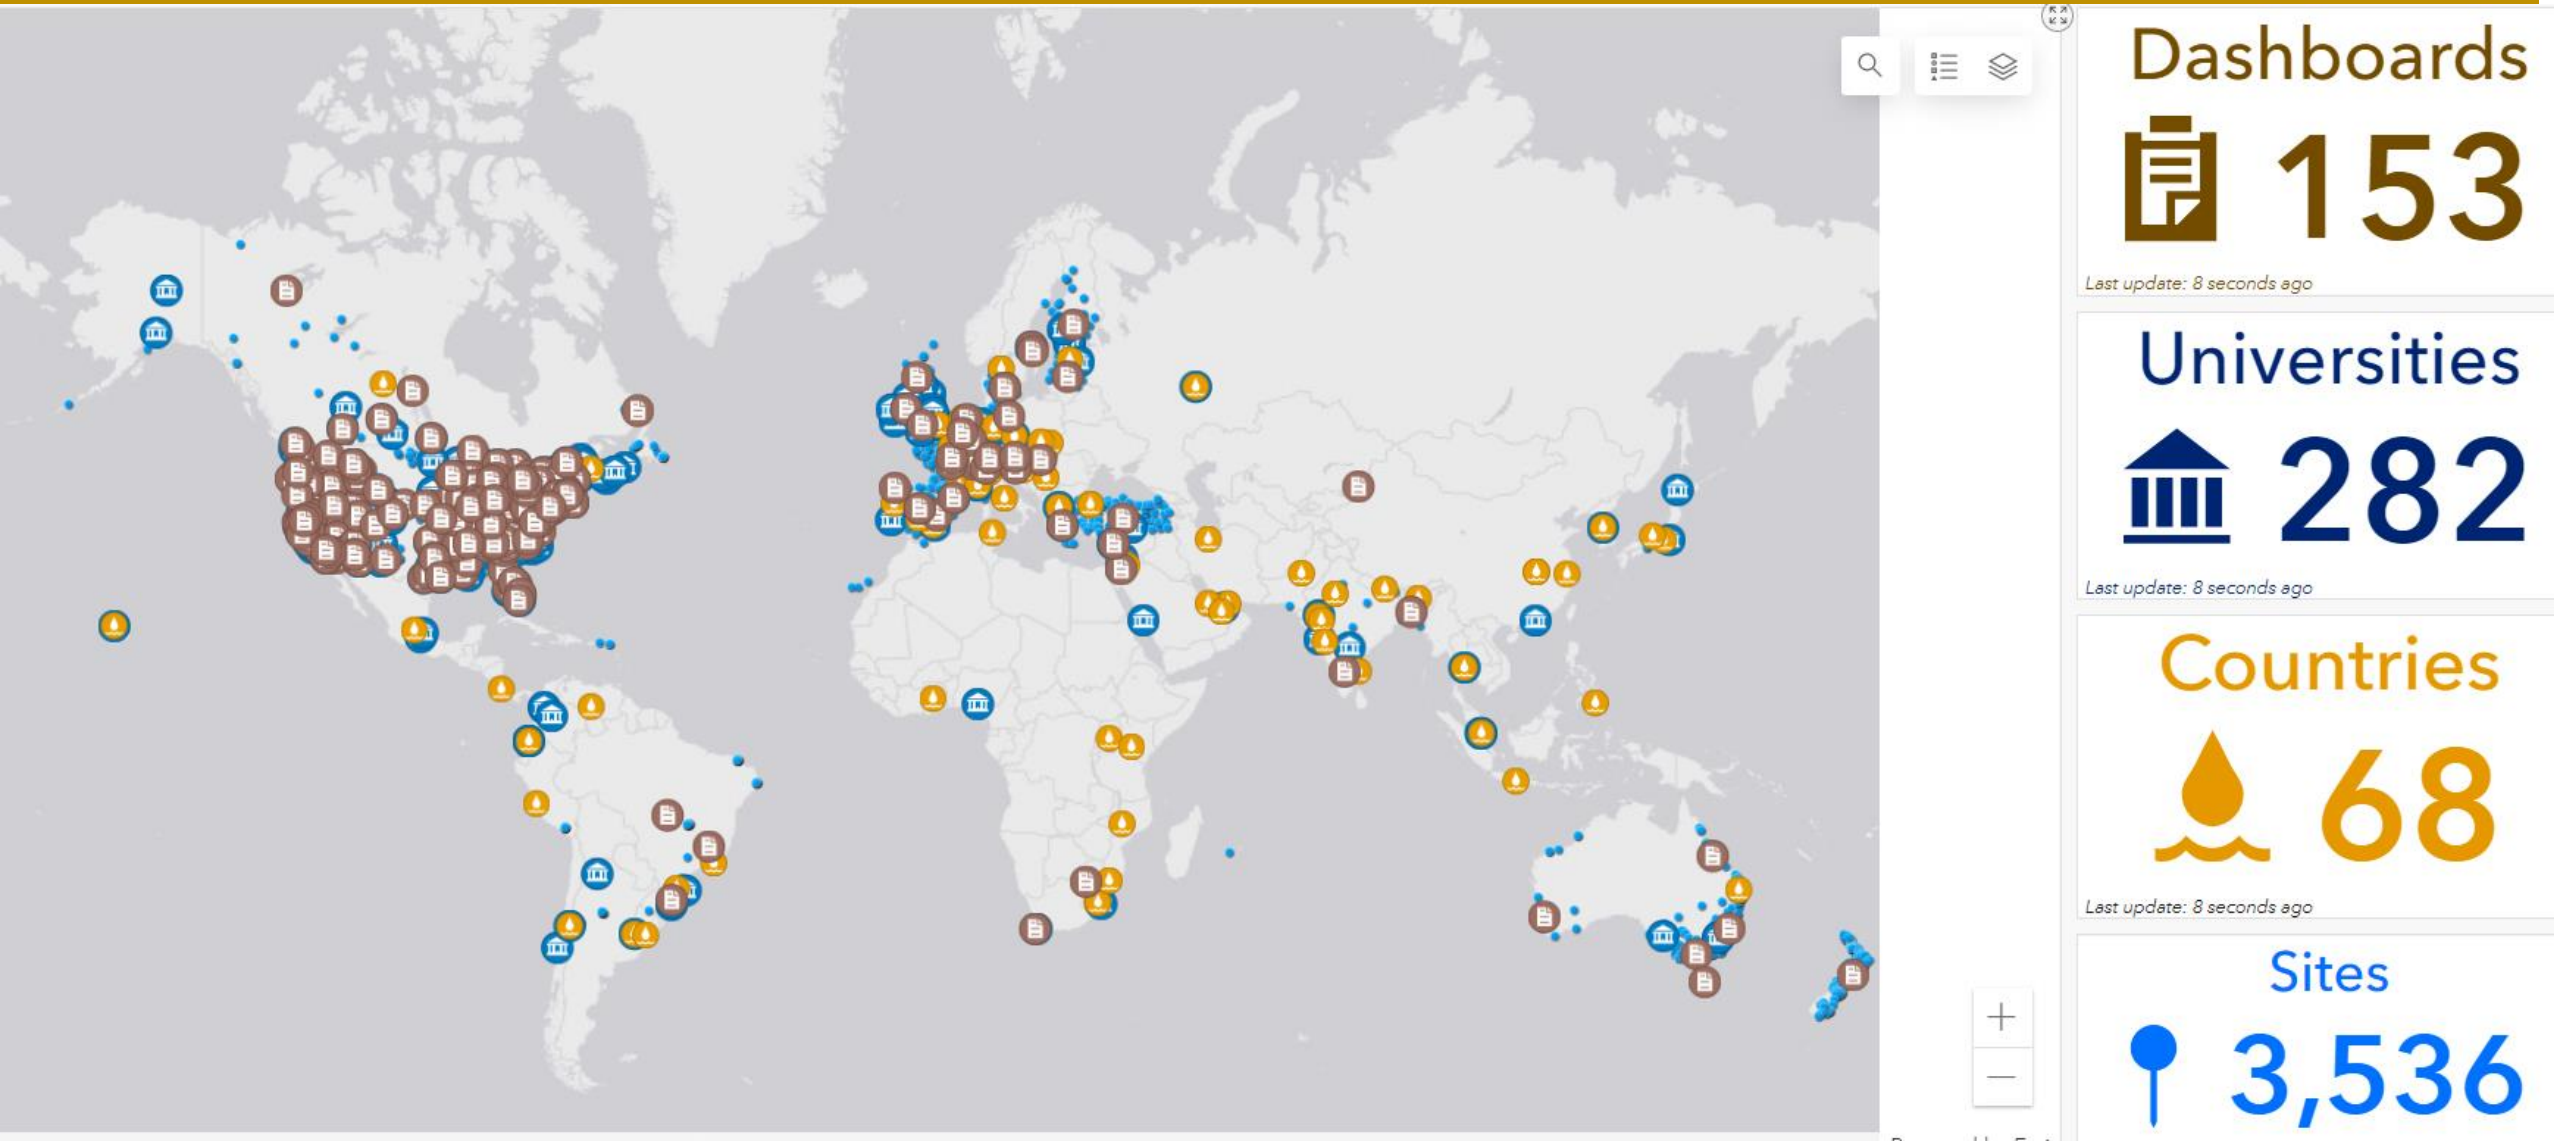 Dashboards
153
Last update: 8 seconds ago
Universities
282
Last update: 8 seconds ago
Countries
68
Last update: 8 seconds ago
Sites
3,536